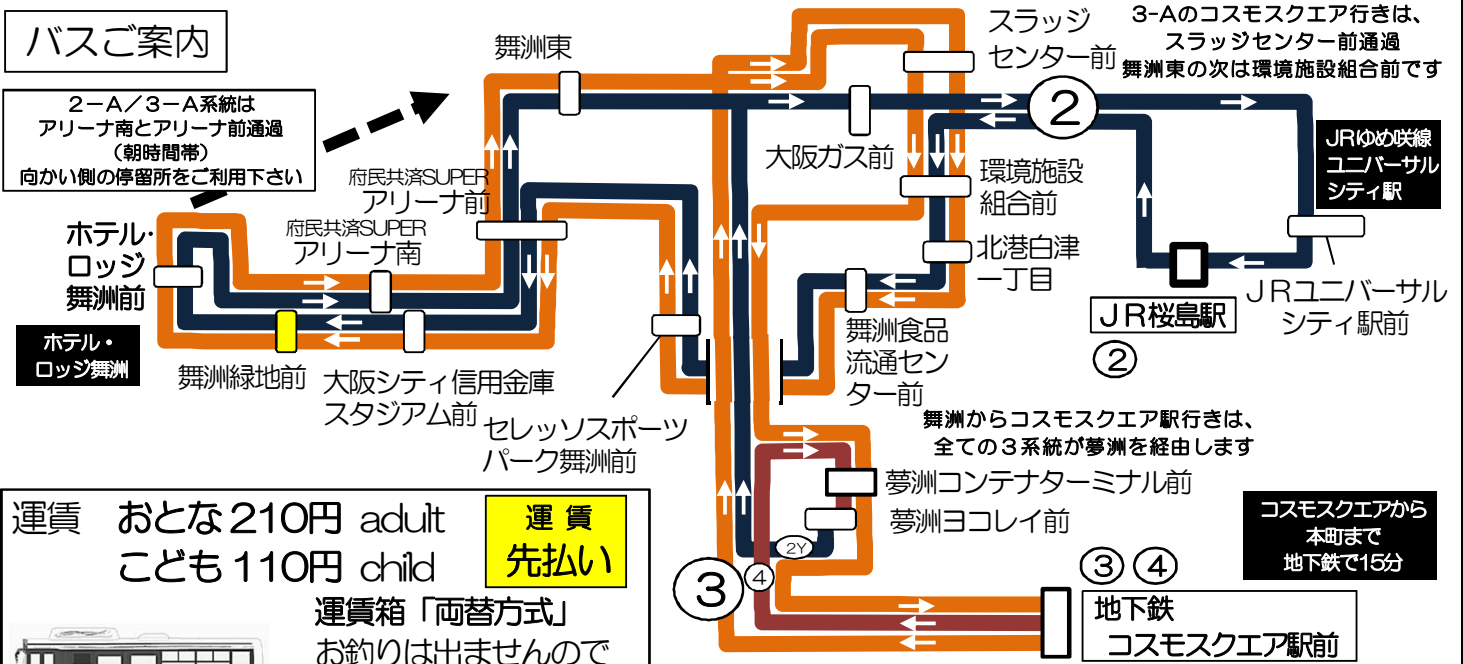 バスご案内
2-A/3-A系統は
アリーナ南とアリーナ前通過
(朝時間帯)
向かい側の停留所をご利用下さい
舞洲東
スラッジ
センター前
3-Aのコスモスクエア行きは、
スラッジセンター前通過
舞洲東の次は環境施設組合前です
②
大阪ガス前
JRゆめ咲線
ユニバーサル
シティ駅
府民共済SUPER
アリーナ前
環境施設
組合前
府民共済SUPER
アリーナ南
ホテル・
ロッジ
舞洲前
北港白津
一丁目
JRユニバーサル
シティ駅前
JR桜島駅
②
ホテル・
ロッジ舞洲
舞洲緑地前
大阪シティ信用金庫
スタジアム前
セレッソスポーツ
パーク舞洲前
舞洲食品
流通セン
ター前
舞洲からコスモスクエア駅行きは、
全ての3系統が夢洲を経由します
夢洲コンテナターミナル前
夢洲ヨコレイ前
2Y
④
③
コスモスクエアから
本町まで
地下鉄で15分
③ ④
地下鉄
コスモスクエア駅前
運賃 おとな210円 adult
こども110円 child
運賃
先払い
運賃箱「両替方式」
お釣りは出ませんので